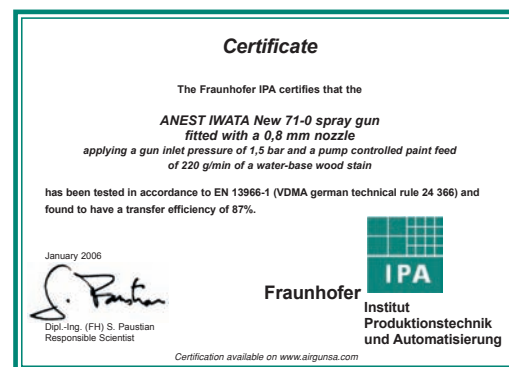 Certificate
The Fraunhofer IPA certifies that the
ANEST IWATA New 71-0 spray gun
fitted with a 0,8 mm nozzle
applying a gun inlet pressure of 1,5 bar and a pump controlled paint feed
of 220 g/min of a water-base wood stain
has been tested in accordance to EN 13966-1 (VDMA german technical rule 24 366) and
found to have a transfer efficiency of 87%.
January 2006
S. Paustian
Dipl.-Ing. (FH) S. Paustian
Responsible Scientist
IPA
Fraunhofer
Institut
Produktionstechnik
und Automatisierung
Certification available on www.airgunsa.com